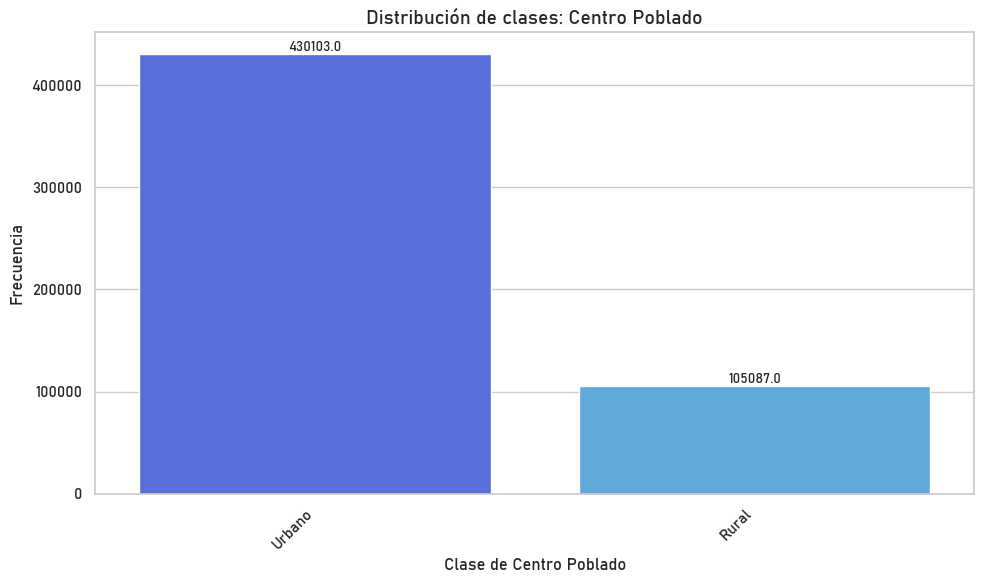 Distribución de clases: Centro Poblado
430103.0
400000
300000
Frecuencia
200000
105087.0
100000
0
Urbano
Rural
Clase de Centro Poblado